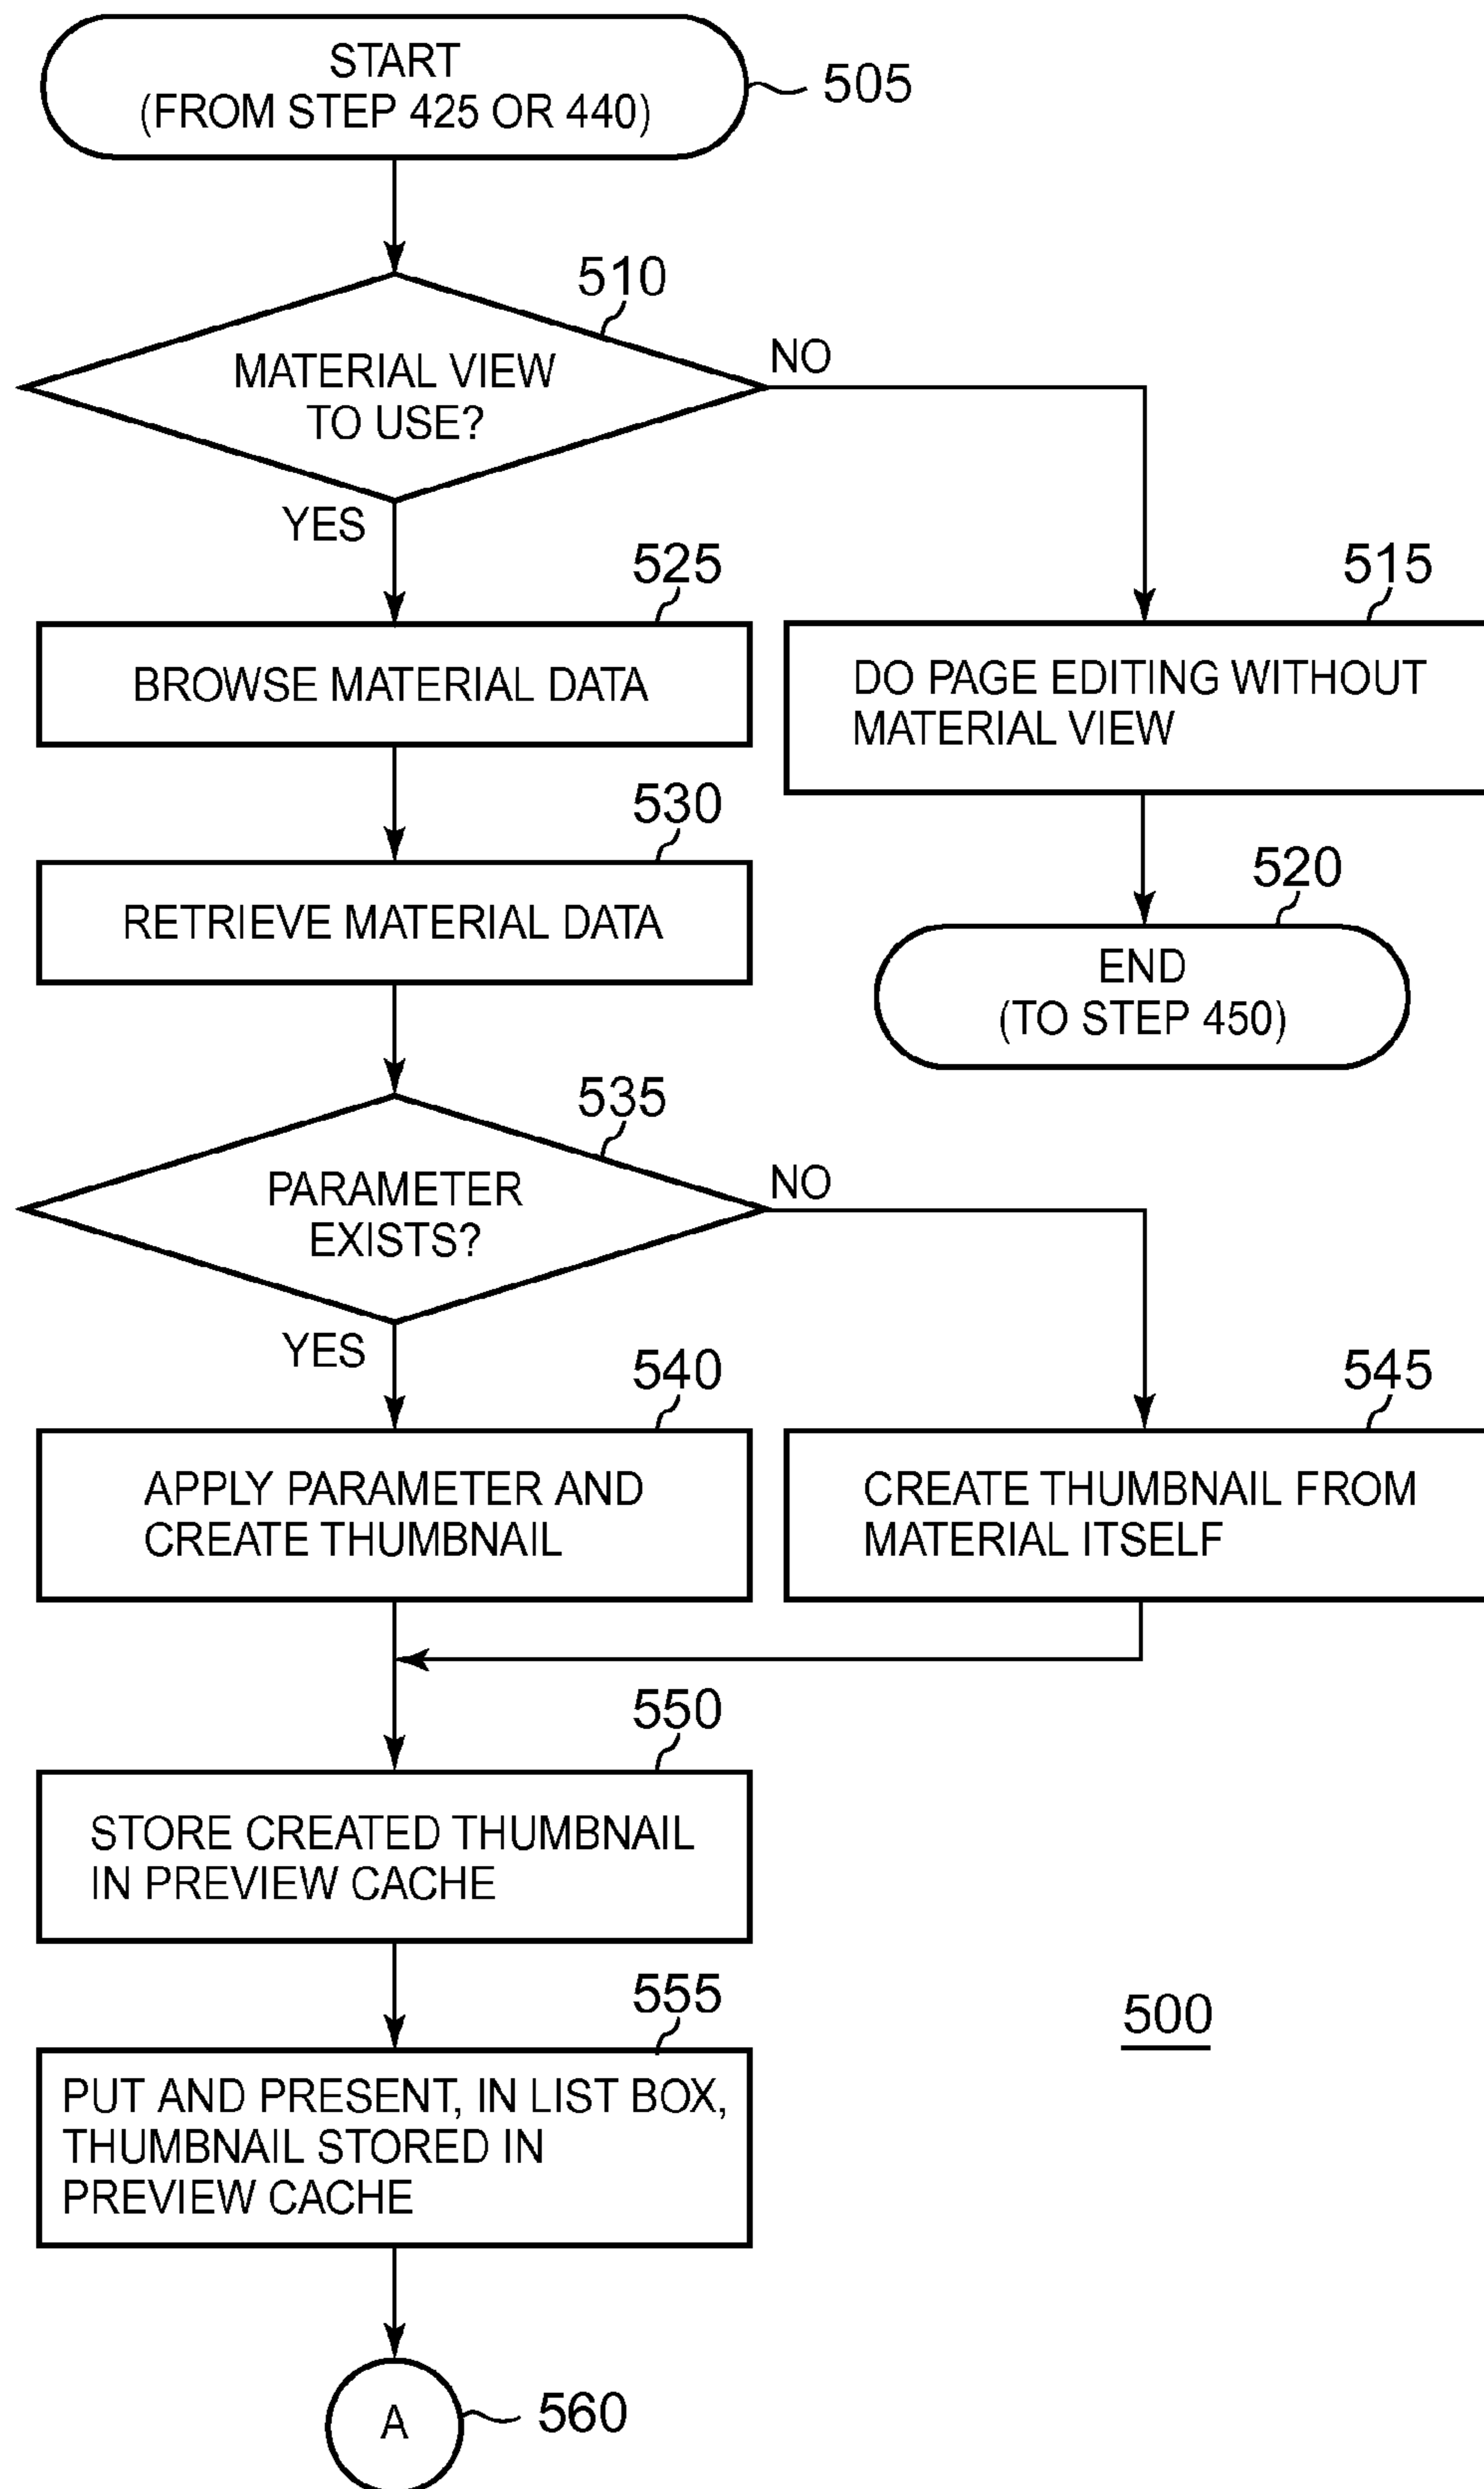 START
(FROM STEP 425 OR 440)
505
510
MATERIAL VIEW
TO USE?
NO
YES
525
BROWSE MATERIAL DATA
515
DO PAGE EDITING WITHOUT
MATERIAL VIEW
530
RETRIEVE MATERIAL DATA
520
END
(TO STEP 450)
535
PARAMETER
EXISTS?
NO
YES
540
APPLY PARAMETER AND
CREATE THUMBNAIL
545
CREATE THUMBNAIL FROM
MATERIAL ITSELF
550
STORE CREATED THUMBNAIL
IN PREVIEW CACHE
555
PUT AND PRESENT, IN LIST BOX,
THUMBNAIL STORED IN
PREVIEW CACHE
500
A
560